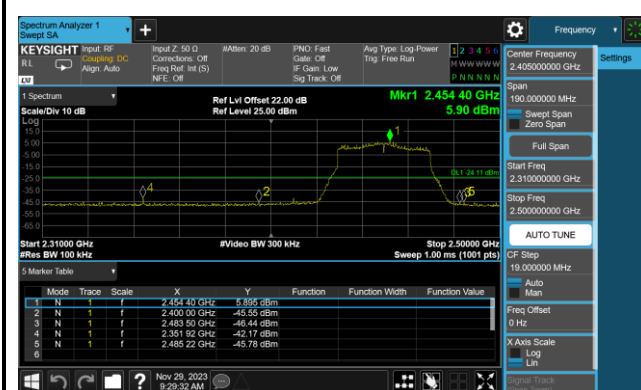 Spectrum Analyzer 1
Swept SA
+
Frequency
KEYSIGHT Input: RF
RL
Coupling: DC
Align: Auto
LXI
Input Z: 50 Ω
Corrections: Off
Freq Ref: Int (S)
NFE: Off
#Atten: 20 dB
PNO: Fast
Gate: Off
IF Gain: Low
Sig Track: Off
Avg Type: Log-Power
Trig: Free Run
1 2 3 4 5 6
M W W W W W
P N N N N N
Center Frequency
2.405000000 GHz
Settings
Span
190.000000 MHz
Swept Span
Zero Span
Full Span
Start Freq
2.310000000 GHz
Stop Freq
2.500000000 GHz
AUTO TUNE
CF Step
19.000000 MHz
Auto
Man
Freq Offset
0 Hz
X Axis Scale
Log
Lin
Signal Track
1 Spectrum
Scale/Div 10 dB
Log
Ref Lvl Offset 22.00 dB
Ref Level 25.00 dBm
Mkr1 2.454 40 GHz
5.90 dBm
15.0
5.00
-5.00
-15.0
-25.0
-35.0
-45.0
-55.0
-65.0
1
DL1 -24.11 dBm
4
2
5
Start 2.31000 GHz
#Res BW 100 kHz
#Video BW 300 kHz
Stop 2.50000 GHz
Sweep 1.00 ms (1001 pts)
5 Marker Table
Mode Trace Scale X Y Function Function Width Function Value
1 N 1 f 2.454 40 GHz 5.895 dBm
2 N 1 f 2.400 00 GHz -45.55 dBm
3 N 1 f 2.483 50 GHz -46.44 dBm
4 N 1 f 2.351 92 GHz -42.17 dBm
5 N 1 f 2.485 22 GHz -45.78 dBm
6
?
Nov 29, 2023
9:29:32 AM